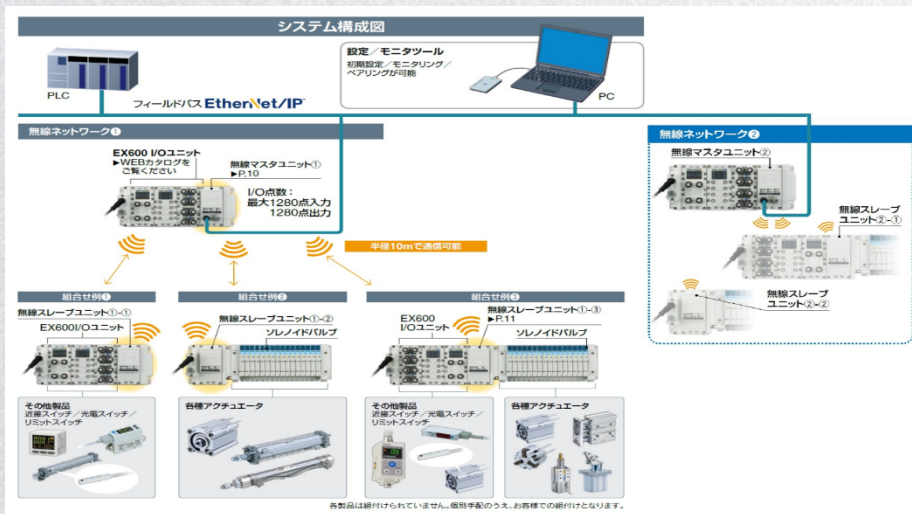 システム構成図
PLC
フィールドバス EtherNet/IP
設定／モニタツール
初期設定／モニタリング／
ペアリングが可能
PC
無線ネットワーク①
EX600 I/Oユニット
▶WEBカタログを
ご覧ください
無線マスタユニット①
▶P.10
I/O点数：
最大1280点入力
1280点出力
半径10mで通信可能
無線ネットワーク②
無線マスタユニット②
無線スレーブ
ユニット②-①
無線スレーブ
ユニット②-②
組合せ例①
無線スレーブユニット①-①
EX600I/Oユニット
その他製品
近接スイッチ／光電スイッチ／
リミットスイッチ
組合せ例②
無線スレーブユニット①-②
ソレノイドバルブ
各種アクチュエータ
組合せ例③
EX600
I/Oユニット
無線スレーブユニット①-③
▶P.11
ソレノイドバルブ
その他製品
近接スイッチ／光電スイッチ／
リミットスイッチ
各種アクチュエータ
各製品は組付けられていません。個別手配のうえ、お客様での組付けとなります。